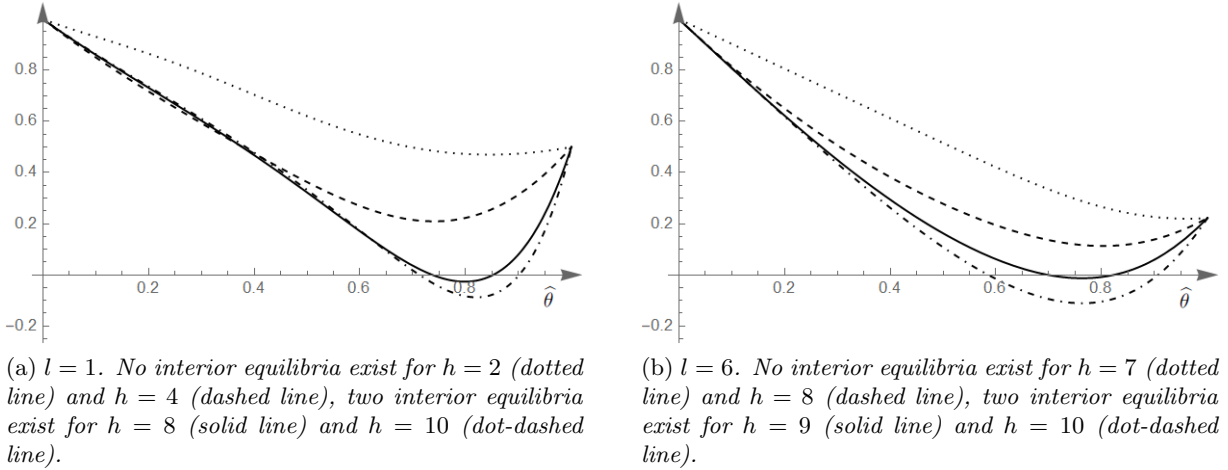 0.8
0.6
0.4
0.2
-0.2
0.2
0.4
0.6
0.8
θ̂
(a) l = 1. No interior equilibria exist for h = 2 (dotted
line) and h = 4 (dashed line), two interior equilibria
exist for h = 8 (solid line) and h = 10 (dot-dashed
line).
0.8
0.6
0.4
0.2
-0.2
0.2
0.4
0.6
0.8
θ̂
(b) l = 6. No interior equilibria exist for h = 7 (dotted
line) and h = 8 (dashed line), two interior equilibria
exist for h = 9 (solid line) and h = 10 (dot-dashed
line).